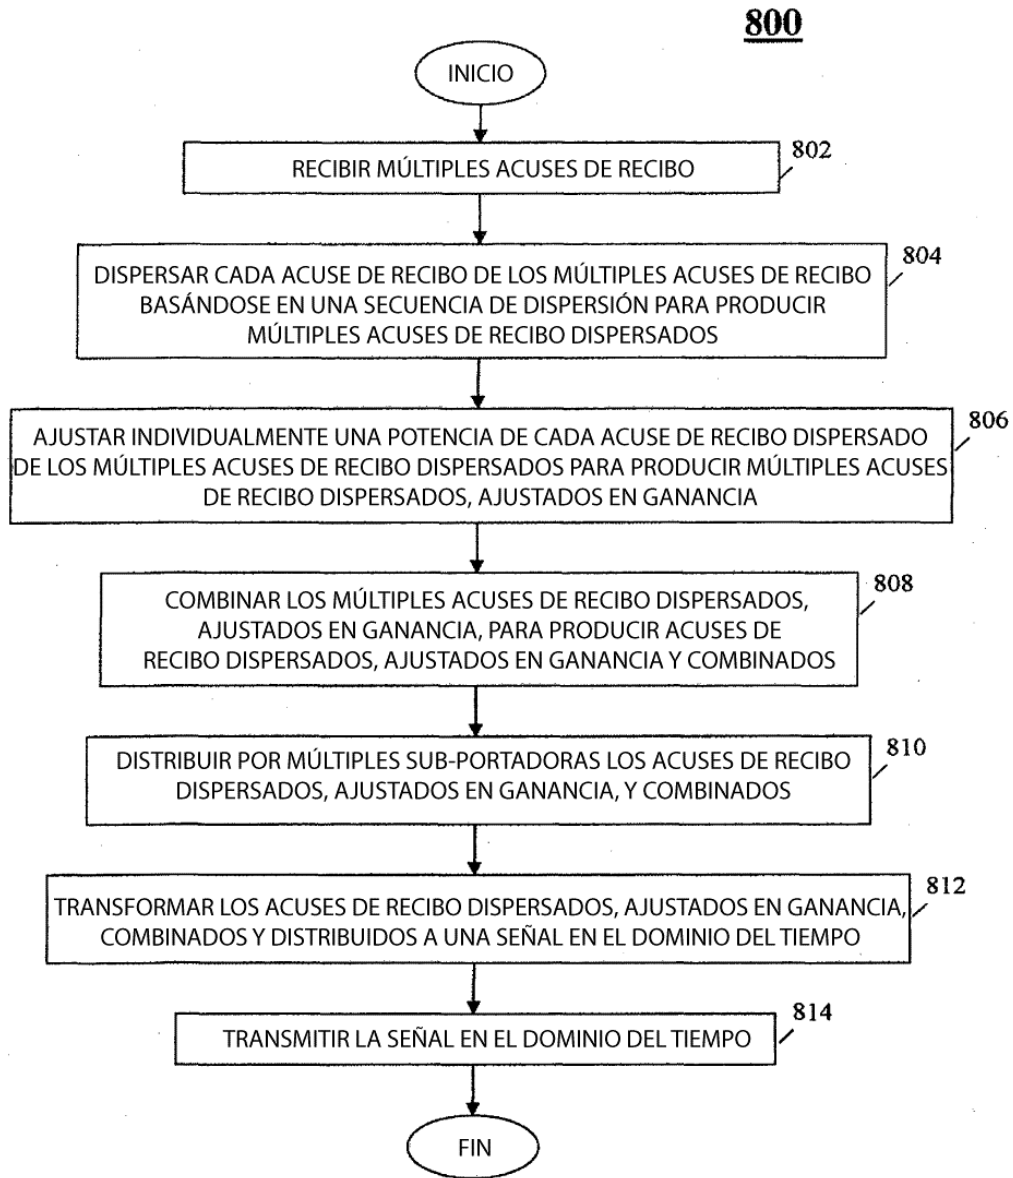 800
INICIO
RECIBIR MÚLTIPLES ACUSES DE RECIBO
802
DISPERSAR CADA ACUSE DE RECIBO DE LOS MÚLTIPLES ACUSES DE RECIBO
BASÁNDOSE EN UNA SECUENCIA DE DISPERSIÓN PARA PRODUCIR
MÚLTIPLES ACUSES DE RECIBO DISPERSADOS
804
AJUSTAR INDIVIDUALMENTE UNA POTENCIA DE CADA ACUSE DE RECIBO DISPERSADO
DE LOS MÚLTIPLES ACUSES DE RECIBO DISPERSADOS PARA PRODUCIR MÚLTIPLES ACUSES
DE RECIBO DISPERSADOS, AJUSTADOS EN GANANCIA
806
COMBINAR LOS MÚLTIPLES ACUSES DE RECIBO DISPERSADOS,
AJUSTADOS EN GANANCIA, PARA PRODUCIR ACUSES DE
RECIBO DISPERSADOS, AJUSTADOS EN GANANCIA Y COMBINADOS
808
DISTRIBUIR POR MÚLTIPLES SUB-PORTADORAS LOS ACUSES DE RECIBO
DISPERSADOS, AJUSTADOS EN GANANCIA, Y COMBINADOS
810
TRANSFORMAR LOS ACUSES DE RECIBO DISPERSADOS, AJUSTADOS EN GANANCIA,
COMBINADOS Y DISTRIBUIDOS A UNA SEÑAL EN EL DOMINIO DEL TIEMPO
812
TRANSMITIR LA SEÑAL EN EL DOMINIO DEL TIEMPO
814
FIN